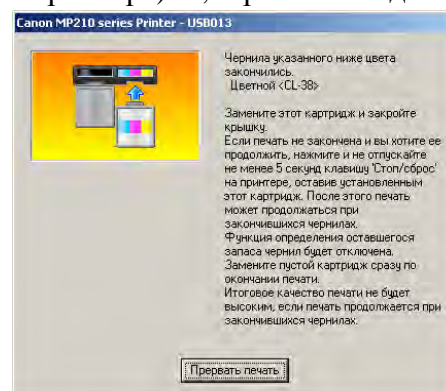 Canon MP210 series Printer - USB013
Чернила указанного ниже цвета
закончились.
Цветной <CL-38>
Замените этот картридж и закройте
крышку.
Если печать не закончена и вы хотите ее
продолжить, нажмите и не отпускайте
не менее 5 секунд клавишу 'Стоп/сброс'
на принтере, оставив установленным
этот картридж. После этого печать
может продолжаться при
закончившихся чернилах.
Функция определения оставшегося
запаса чернил будет отключена.
Замените пустой картридж сразу по
окончании печати.
Итоговое качество печати не будет
высоким, если печать продолжается при
закончившихся чернилах.
Прервать печать